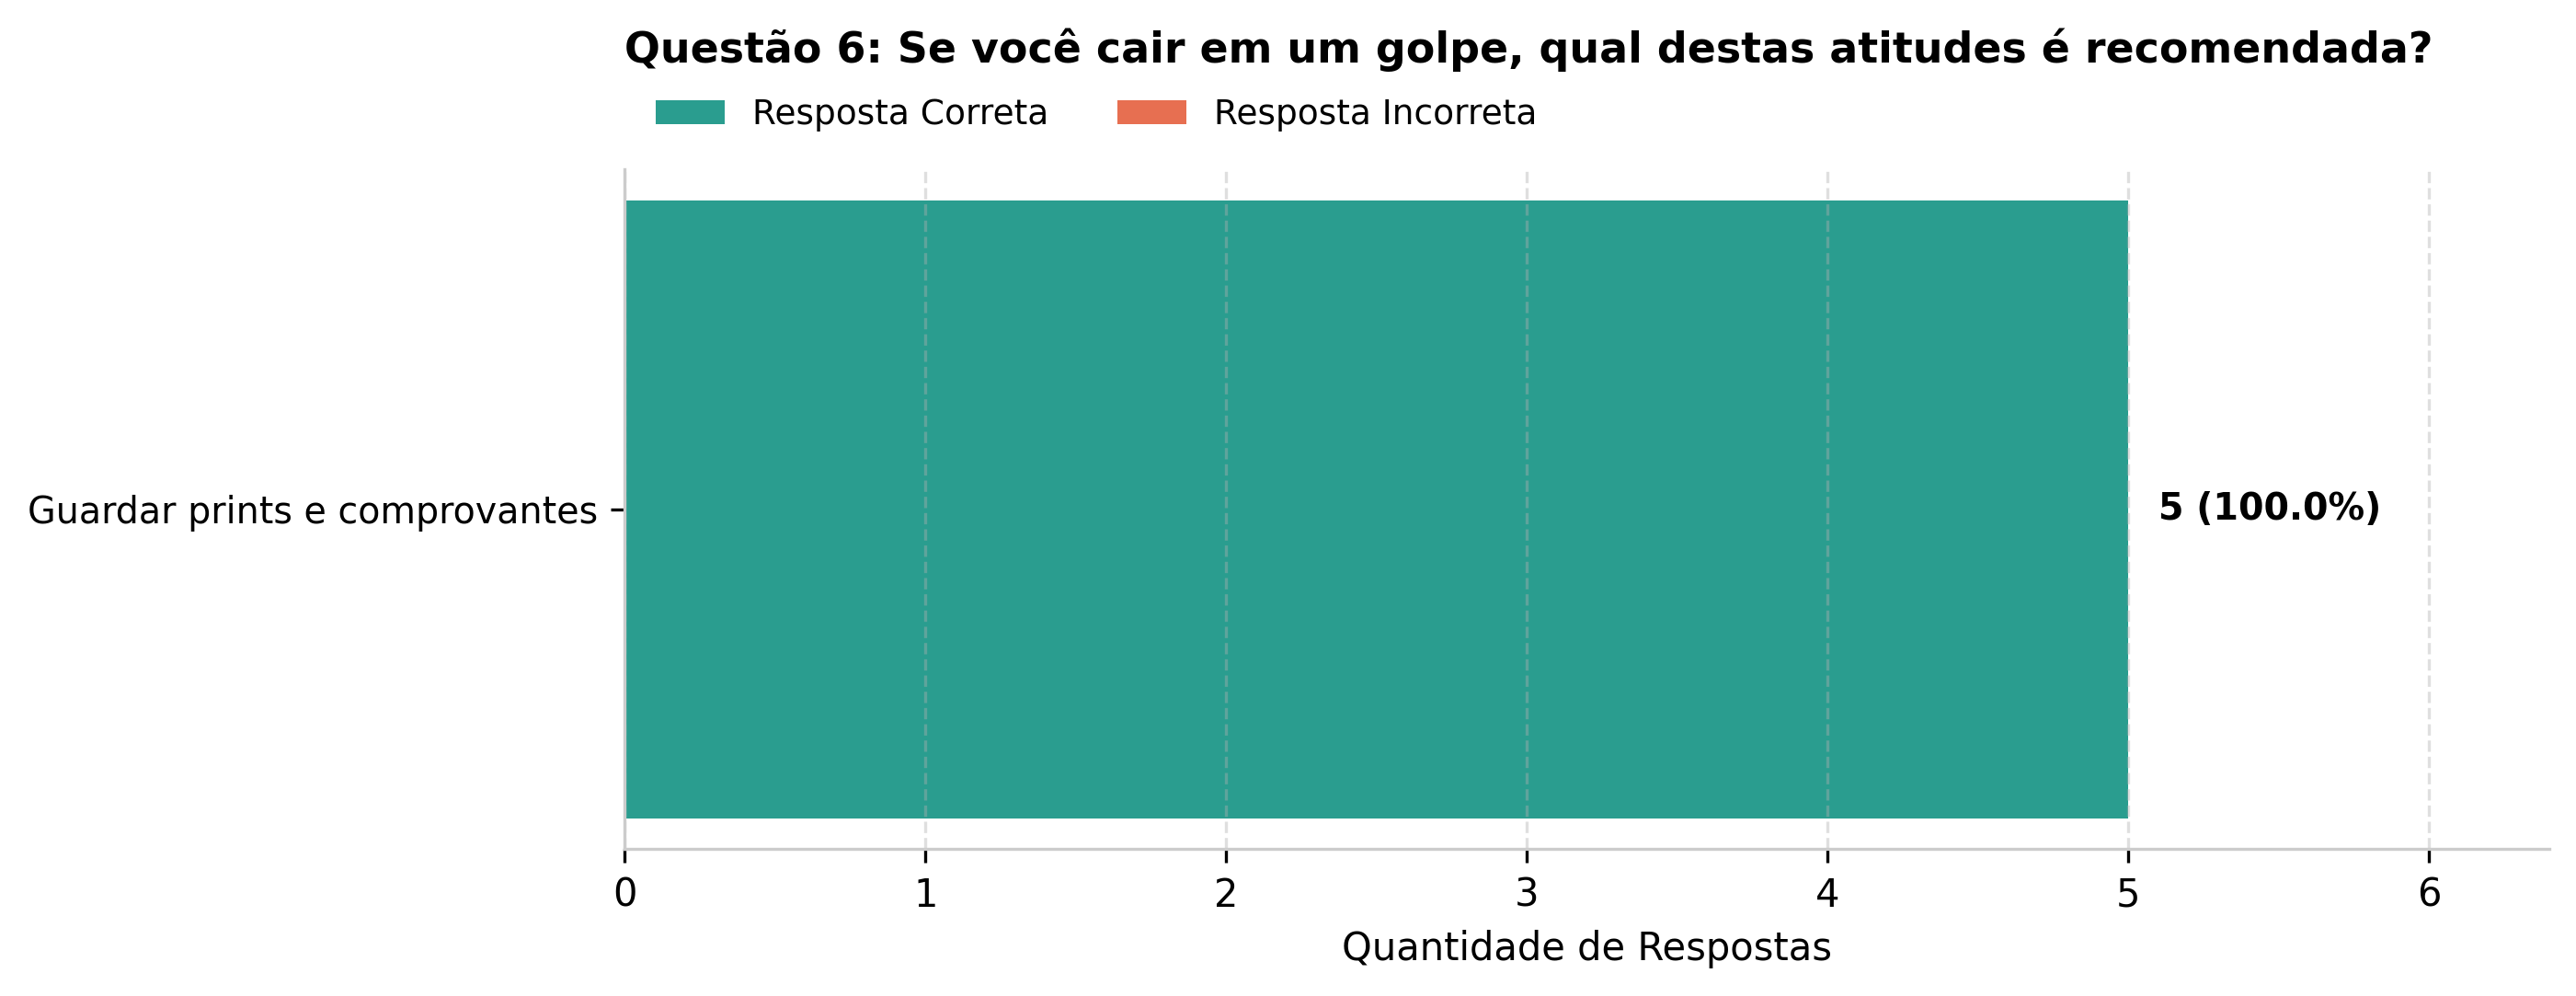 Questão 6: Se você cair em um golpe, qual destas atitudes é recomendada?
Resposta Correta
Resposta Incorreta
Guardar prints e comprovantes
5 (100.0%)
0 1 2 3 4 5 6
Quantidade de Respostas